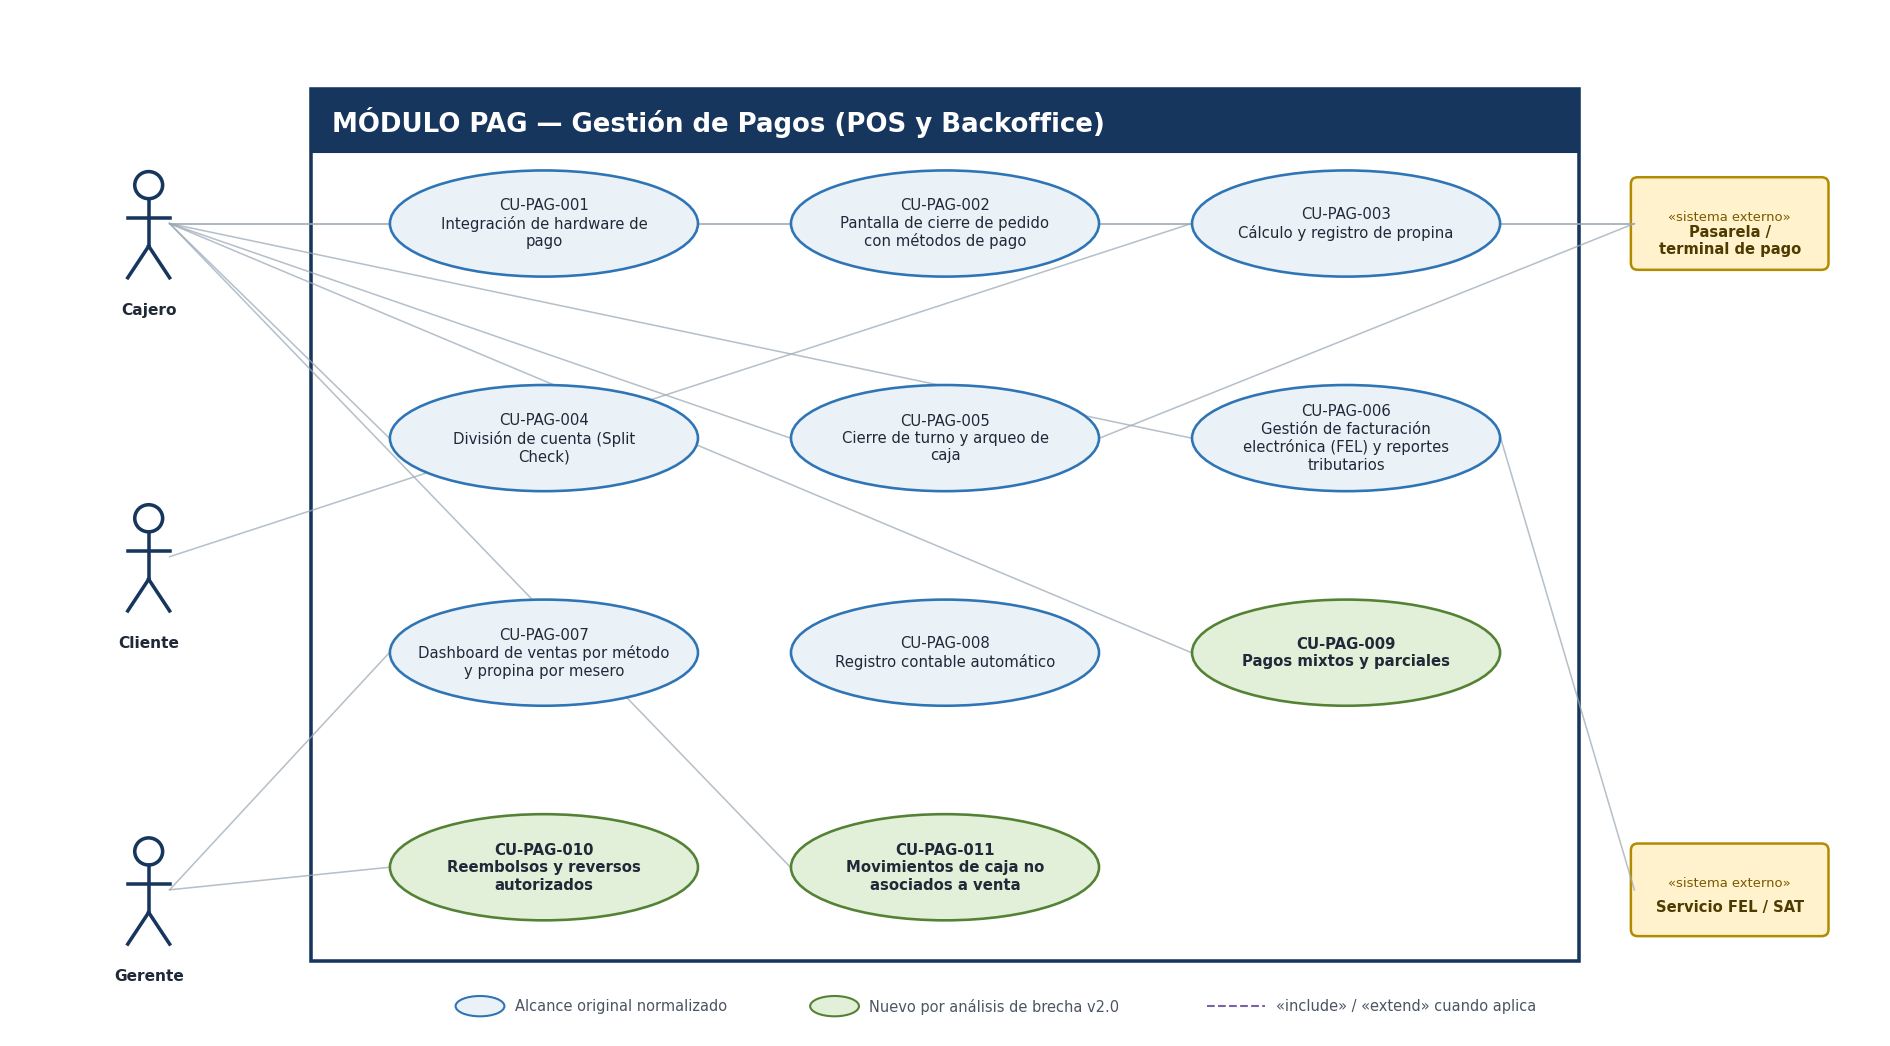 MÓDULO PAG — Gestión de Pagos (POS y Backoffice)
Cajero
CU-PAG-001
Integración de hardware de
pago
CU-PAG-002
Pantalla de cierre de pedido
con métodos de pago
CU-PAG-003
Cálculo y registro de propina
«sistema externo»
Pasarela /
terminal de pago
CU-PAG-004
División de cuenta (Split
Check)
CU-PAG-005
Cierre de turno y arqueo de
caja
CU-PAG-006
Gestión de facturación
electrónica (FEL) y reportes
tributarios
Cliente
CU-PAG-007
Dashboard de ventas por método
y propina por mesero
CU-PAG-008
Registro contable automático
CU-PAG-009
Pagos mixtos y parciales
Gerente
CU-PAG-010
Reembolsos y reversos
autorizados
CU-PAG-011
Movimientos de caja no
asociados a venta
«sistema externo»
Servicio FEL / SAT
Alcance original normalizado
Nuevo por análisis de brecha v2.0
«include» / «extend» cuando aplica